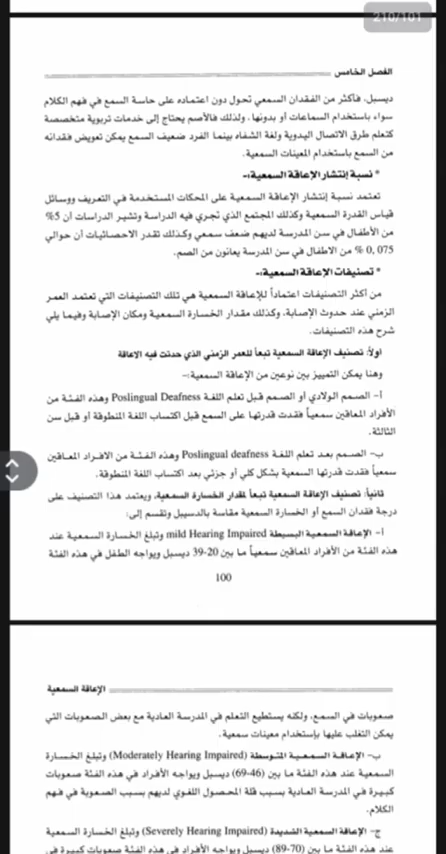 210/101
الفصل الخامس
ديسبل، فأكثر من الفقدان السمعي تحول دون اعتماده على حاسة السمع في فهم الكلام
سواء باستخدام السماعات أو بدونها. ولذلك فالأصم يحتاج إلى خدمات تربوية متخصصة
كتعلم طرق الاتصال اليدوية ولغة الشفاه بينما الفرد ضعيف السمع يمكن تعويض فقدانه
من السمع باستخدام المعينات السمعية.
* نسبة إنتشار الإعاقة السمعية:-
تعتمد نسبة إنتشار الإعاقة السمعية على المحكات المستخدمة في التعريف ووسائل
قياس القدرة السمعية وكذلك المجتمع الذي تجري فيه الدراسة وتشير الدراسات أن 5%
من الأطفال في سن المدرسة لديهم ضعف سمعي وكذلك تقدر الاحصائيات أن حوالي
0,075 % من الاطفال في سن المدرسة يعانون من الصم.
* تصنيفات الإعاقة السمعية:-
من أكثر التصنيفات اعتماداً للإعاقة السمعية هي تلك التصنيفات التي تعتمد العمر
الزمني عند حدوث الإصابة، وكذلك مقدار الخسارة السمعية ومكان الإصابة وفيما يلي
شرح هذه التصنيفات.
اولاً: تصنيف الاعاقة السمعية تبعاً للعمر الزمني الذي حدثت فيه الاعاقة
وهنا يمكن التمييز بين نوعين من الإعاقة السمعية:-
أ- الصمم الولادي أو الصمم قبل تعلم اللغة Poslingual Deafness وهذه الفئة من
الأفراد المعاقين سمعياً فقدت قدرتها على السمع قبل اكتساب اللغة المنطوقة أو قبل سن
الثالثة.
ب- الصمم بعد تعلم اللغة Poslingual deafness وهذه الفئة من الافراد المعاقين
سمعياً فقدت قدرتها السمعية بشكل كلي أو جزئي بعد اكتساب اللغة المنطوقة.
ثانياً: تصنيف الإعاقة السمعية تبعاً لمقدار الخسارة السمعية، ويعتمد هذا التصنيف على
درجة فقدان السمع أو الخسارة السمعية مقاسة بالدسيبل وتقسم إلى:
أ- الإعاقة السمعية البسيطة mild Hearing Impaired وتبلغ الخسارة السمعية عند
هذه الفئة من الأفراد المعاقين سمعياً ما بين 20-39 ديسبل ويواجه الطفل في هذه الفئة
100
الإعاقة السمعية
صعوبات في السمع، ولكنه يستطيع التعلم في المدرسة العادية مع بعض الصعوبات التي
يمكن التغلب عليها بإستخدام معينات سمعية.
ب- الإعاقة السمعية المتوسطة (Moderately Hearing Impaired) وتبلغ الخسارة
السمعية عند هذه الفئة ما بين (46-69) ديسبل ويواجه الأفراد في هذه الفئة صعوبات
كبيرة في المدرسة العادية بسبب قلة المحصول اللغوي لديهم بسبب الصعوبة في فهم
الكلام.
ج- الإعاقة السمعية الشديدة (Severely Hearing Impaired) وتبلغ الخسارة السمعية
عند هذه الفئة ما بين (70-89) ديسبل ويواجه الأفراد في هذه الفئة صعوبات كبيرة في